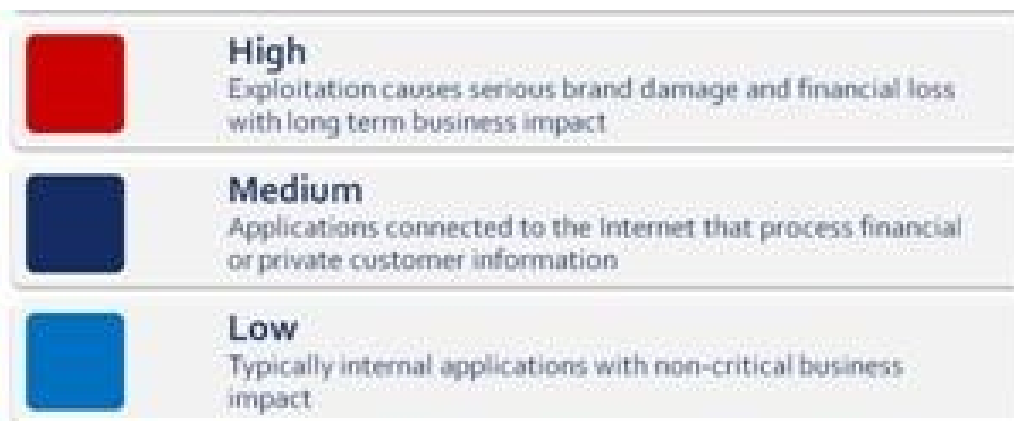 High
Exploitation causes serious brand damage and financial loss
with long term business impact
Medium
Applications connected to the Internet that process financial
or private customer information
Low
Typically internal applications with non-critical business
impact